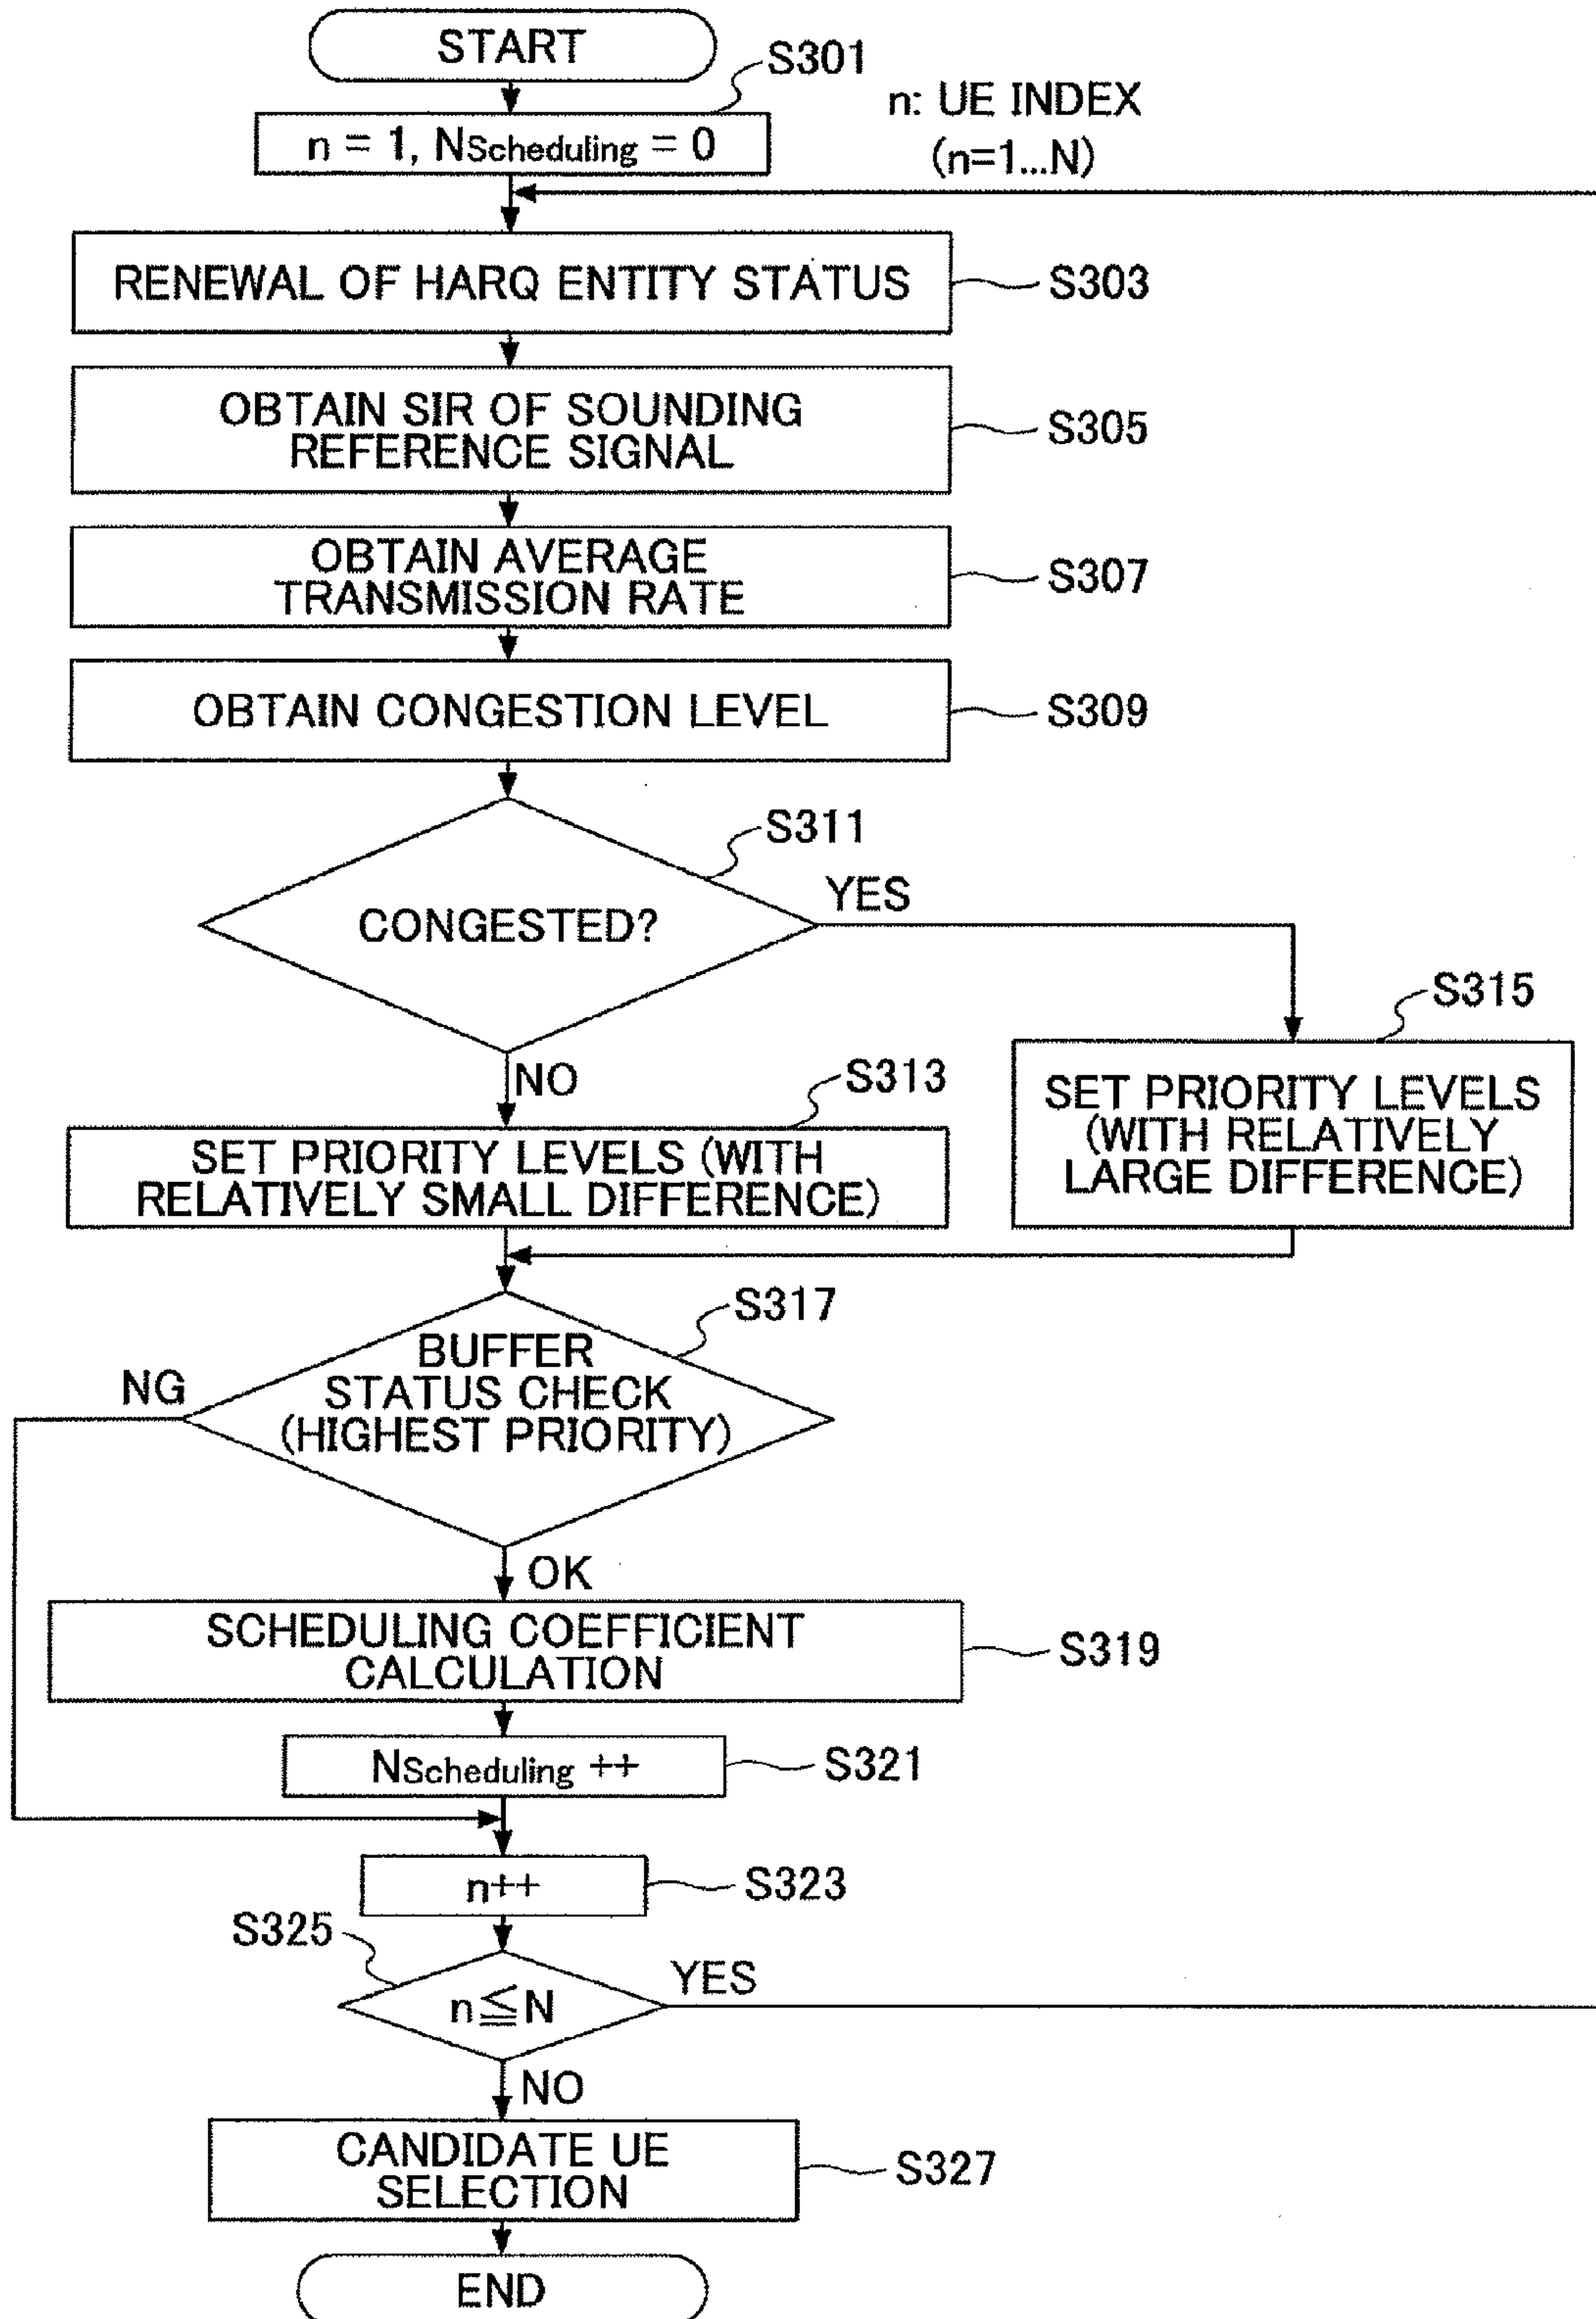 START
S301
n: UE INDEX
(n=1...N)
n = 1, NScheduling = 0
RENEWAL OF HARQ ENTITY STATUS
S303
OBTAIN SIR OF SOUNDING
REFERENCE SIGNAL
S305
OBTAIN AVERAGE
TRANSMISSION RATE
S307
OBTAIN CONGESTION LEVEL
S309
S311
CONGESTED?
YES
NO
S313
SET PRIORITY LEVELS (WITH
RELATIVELY SMALL DIFFERENCE)
S315
SET PRIORITY LEVELS
(WITH RELATIVELY
LARGE DIFFERENCE)
S317
BUFFER
STATUS CHECK
(HIGHEST PRIORITY)
NG
OK
SCHEDULING COEFFICIENT
CALCULATION
S319
NScheduling ++
S321
n++
S323
S325
n≦N
YES
NO
CANDIDATE UE
SELECTION
S327
END